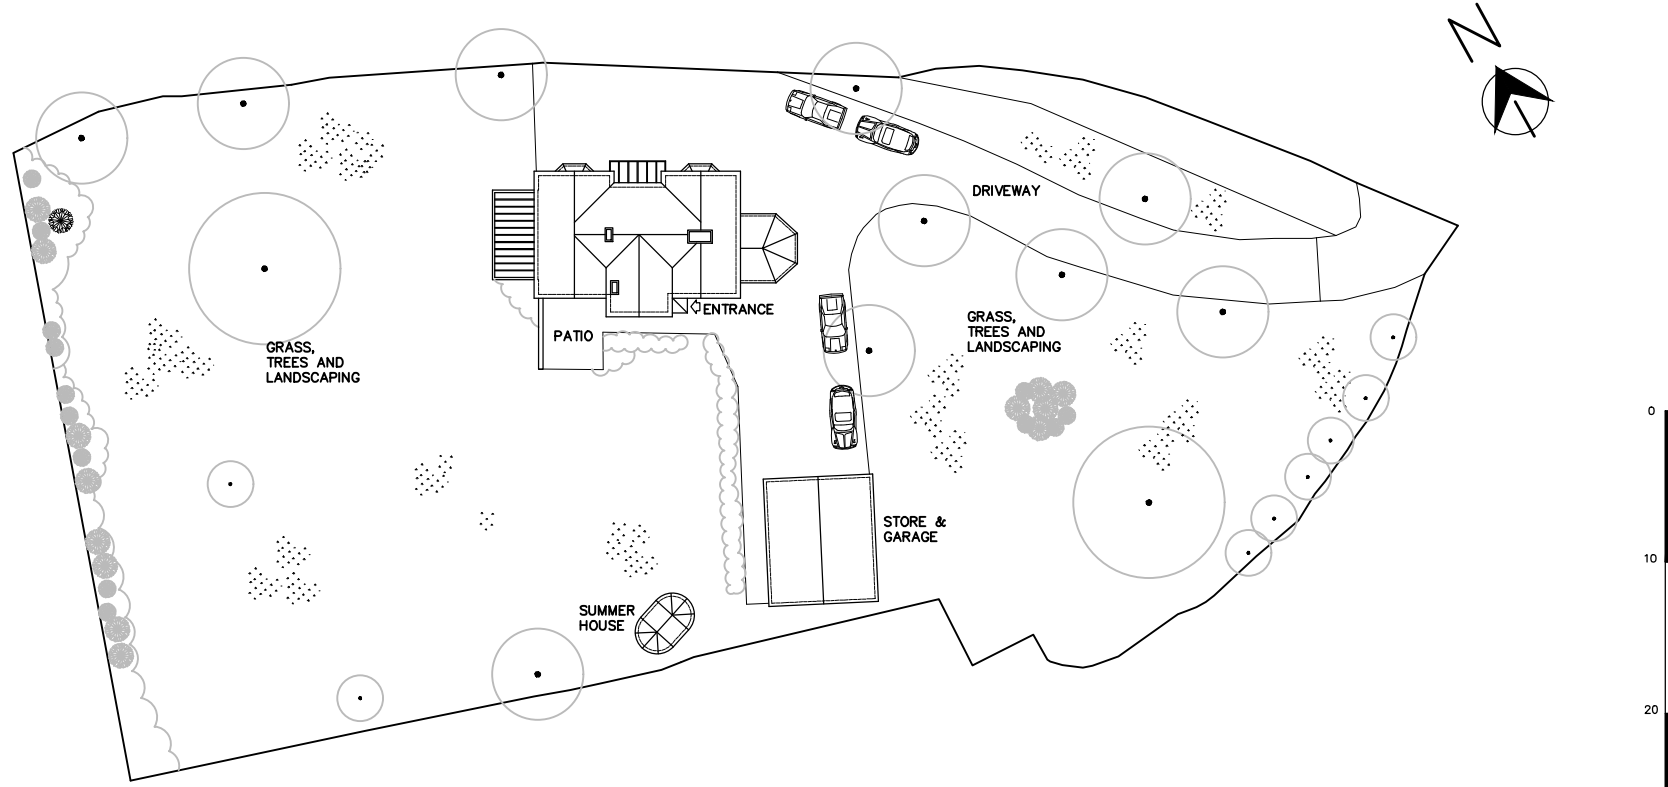 N
DRIVEWAY
ENTRANCE
PATIO
GRASS,
TREES AND
LANDSCAPING
GRASS,
TREES AND
LANDSCAPING
STORE &
GARAGE
SUMMER
HOUSE
0
10
20